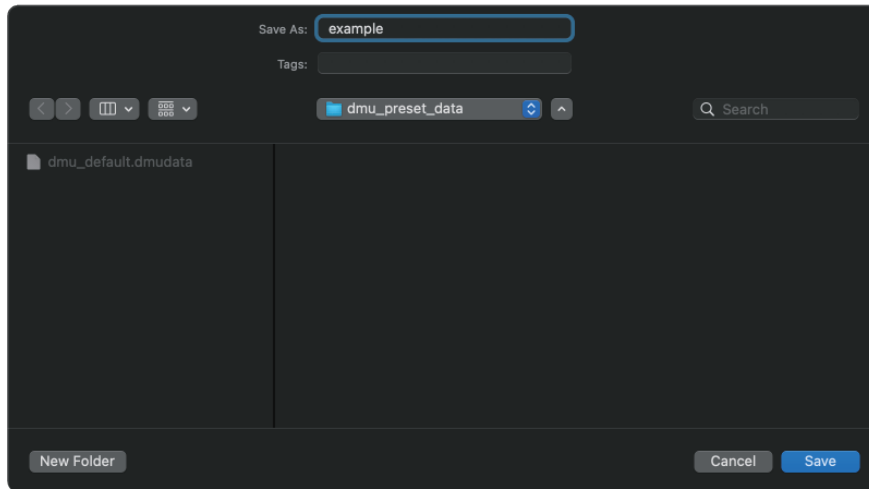 Save As: example
Tags:
dmu_preset_data
Search
dmu_default.dmudata
New Folder
Cancel
Save